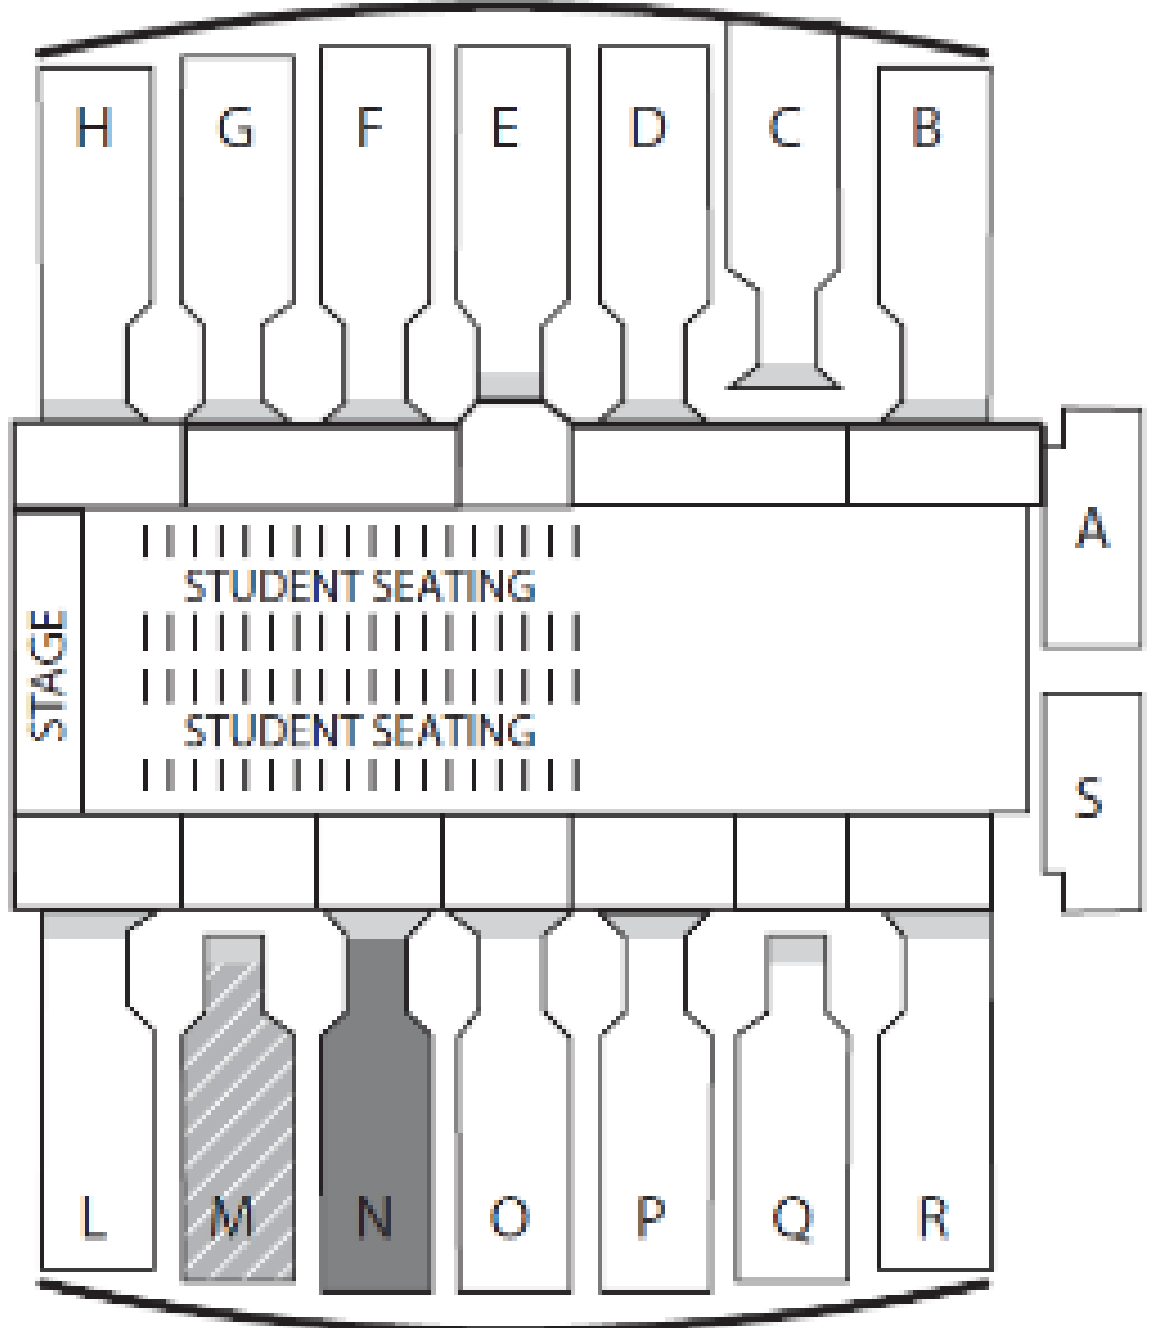 H G F E D C B
A
STUDENT SEATING
STAGE
STUDENT SEATING
S
L M N O P Q R